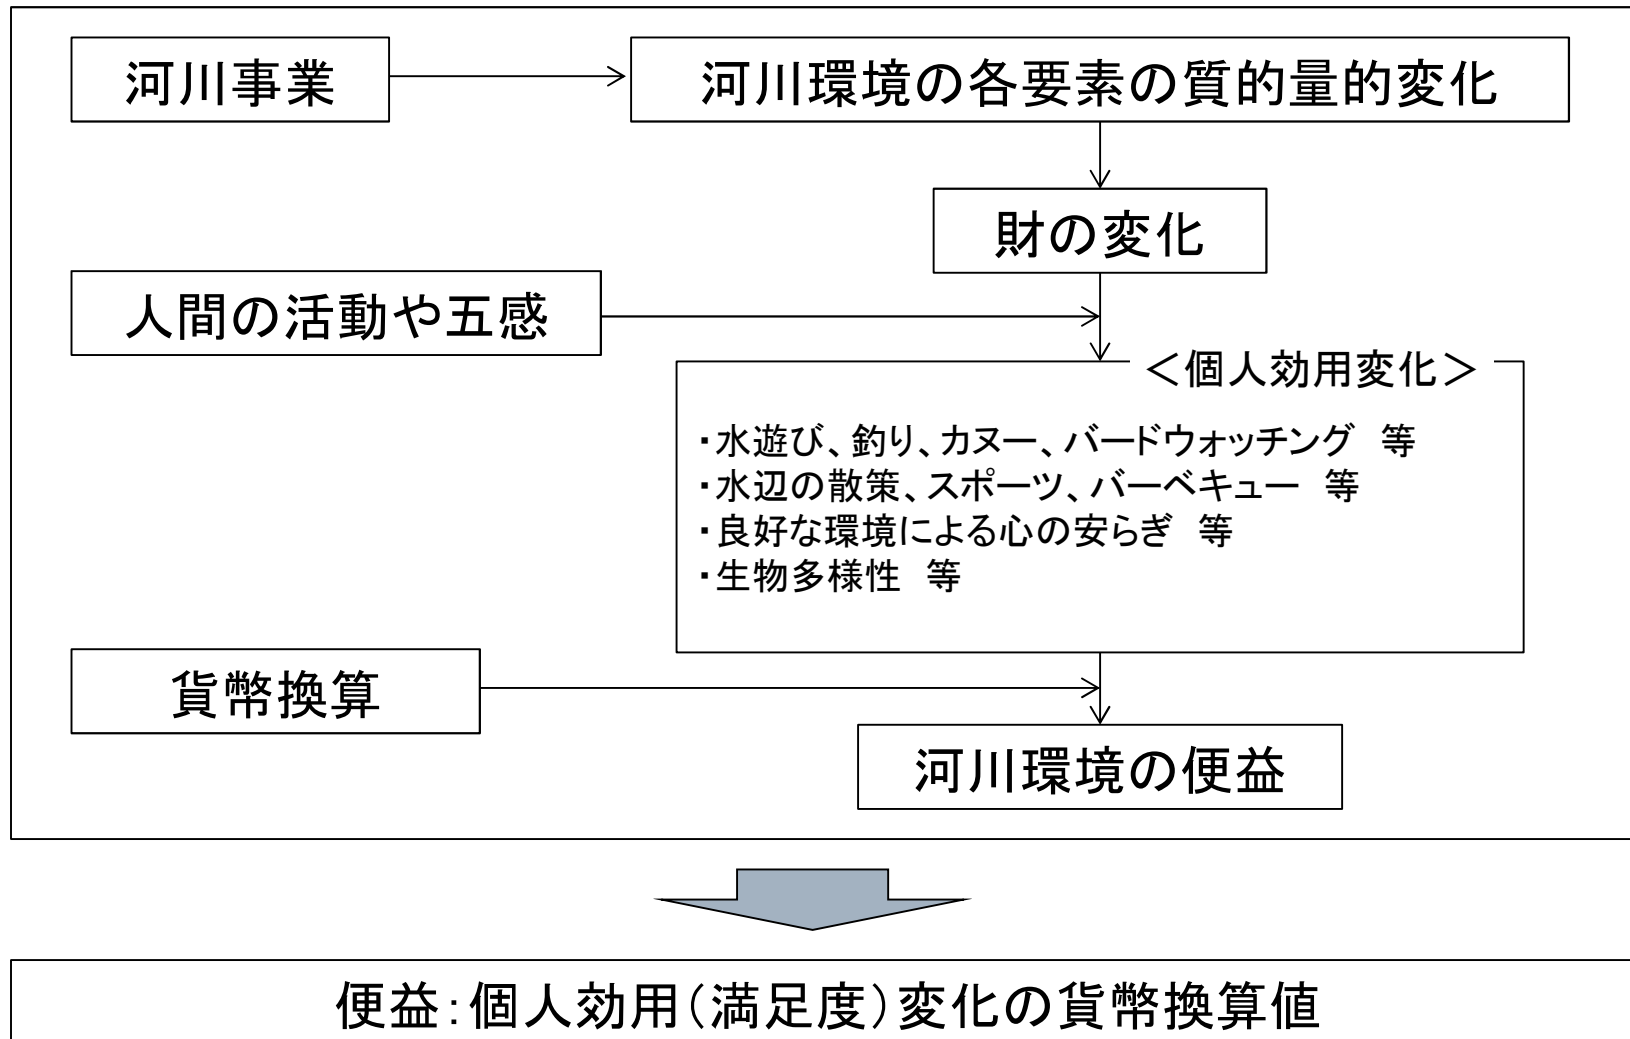 河川事業
河川環境の各要素の質的量的変化
財の変化
人間の活動や五感
＜個人効用変化＞
・水遊び、釣り、カヌー、バードウォッチング　等
・水辺の散策、スポーツ、バーベキュー　等
・良好な環境による心の安らぎ　等
・生物多様性　等
貨幣換算
河川環境の便益
便益：個人効用（満足度）変化の貨幣換算値